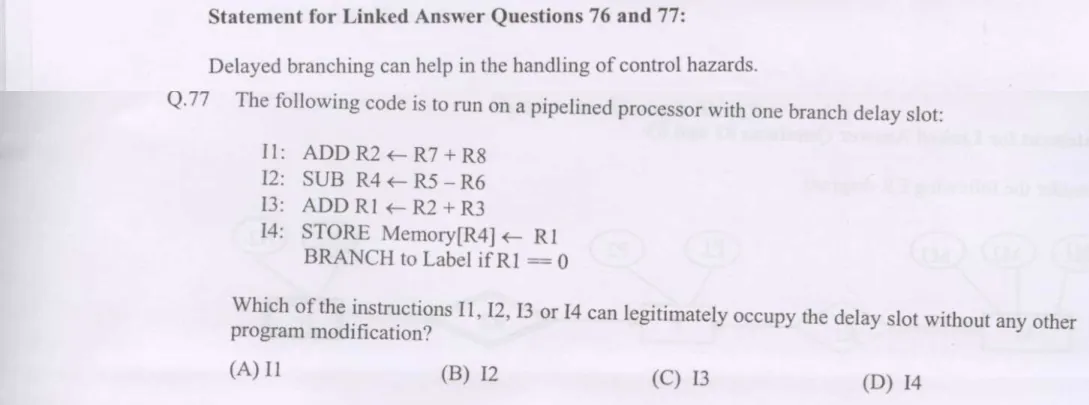 Statement for Linked Answer Questions 76 and 77:
Delayed branching can help in the handling of control hazards.
Q.77 The following code is to run on a pipelined processor with one branch delay slot:
I1: ADD R2 ← R7 + R8
I2: SUB R4 ← R5 – R6
I3: ADD R1 ← R2 + R3
I4: STORE Memory[R4] ← R1
BRANCH to Label if R1 == 0
Which of the instructions I1, I2, I3 or I4 can legitimately occupy the delay slot without any other
program modification?
(A) I1 (B) I2 (C) I3 (D) I4